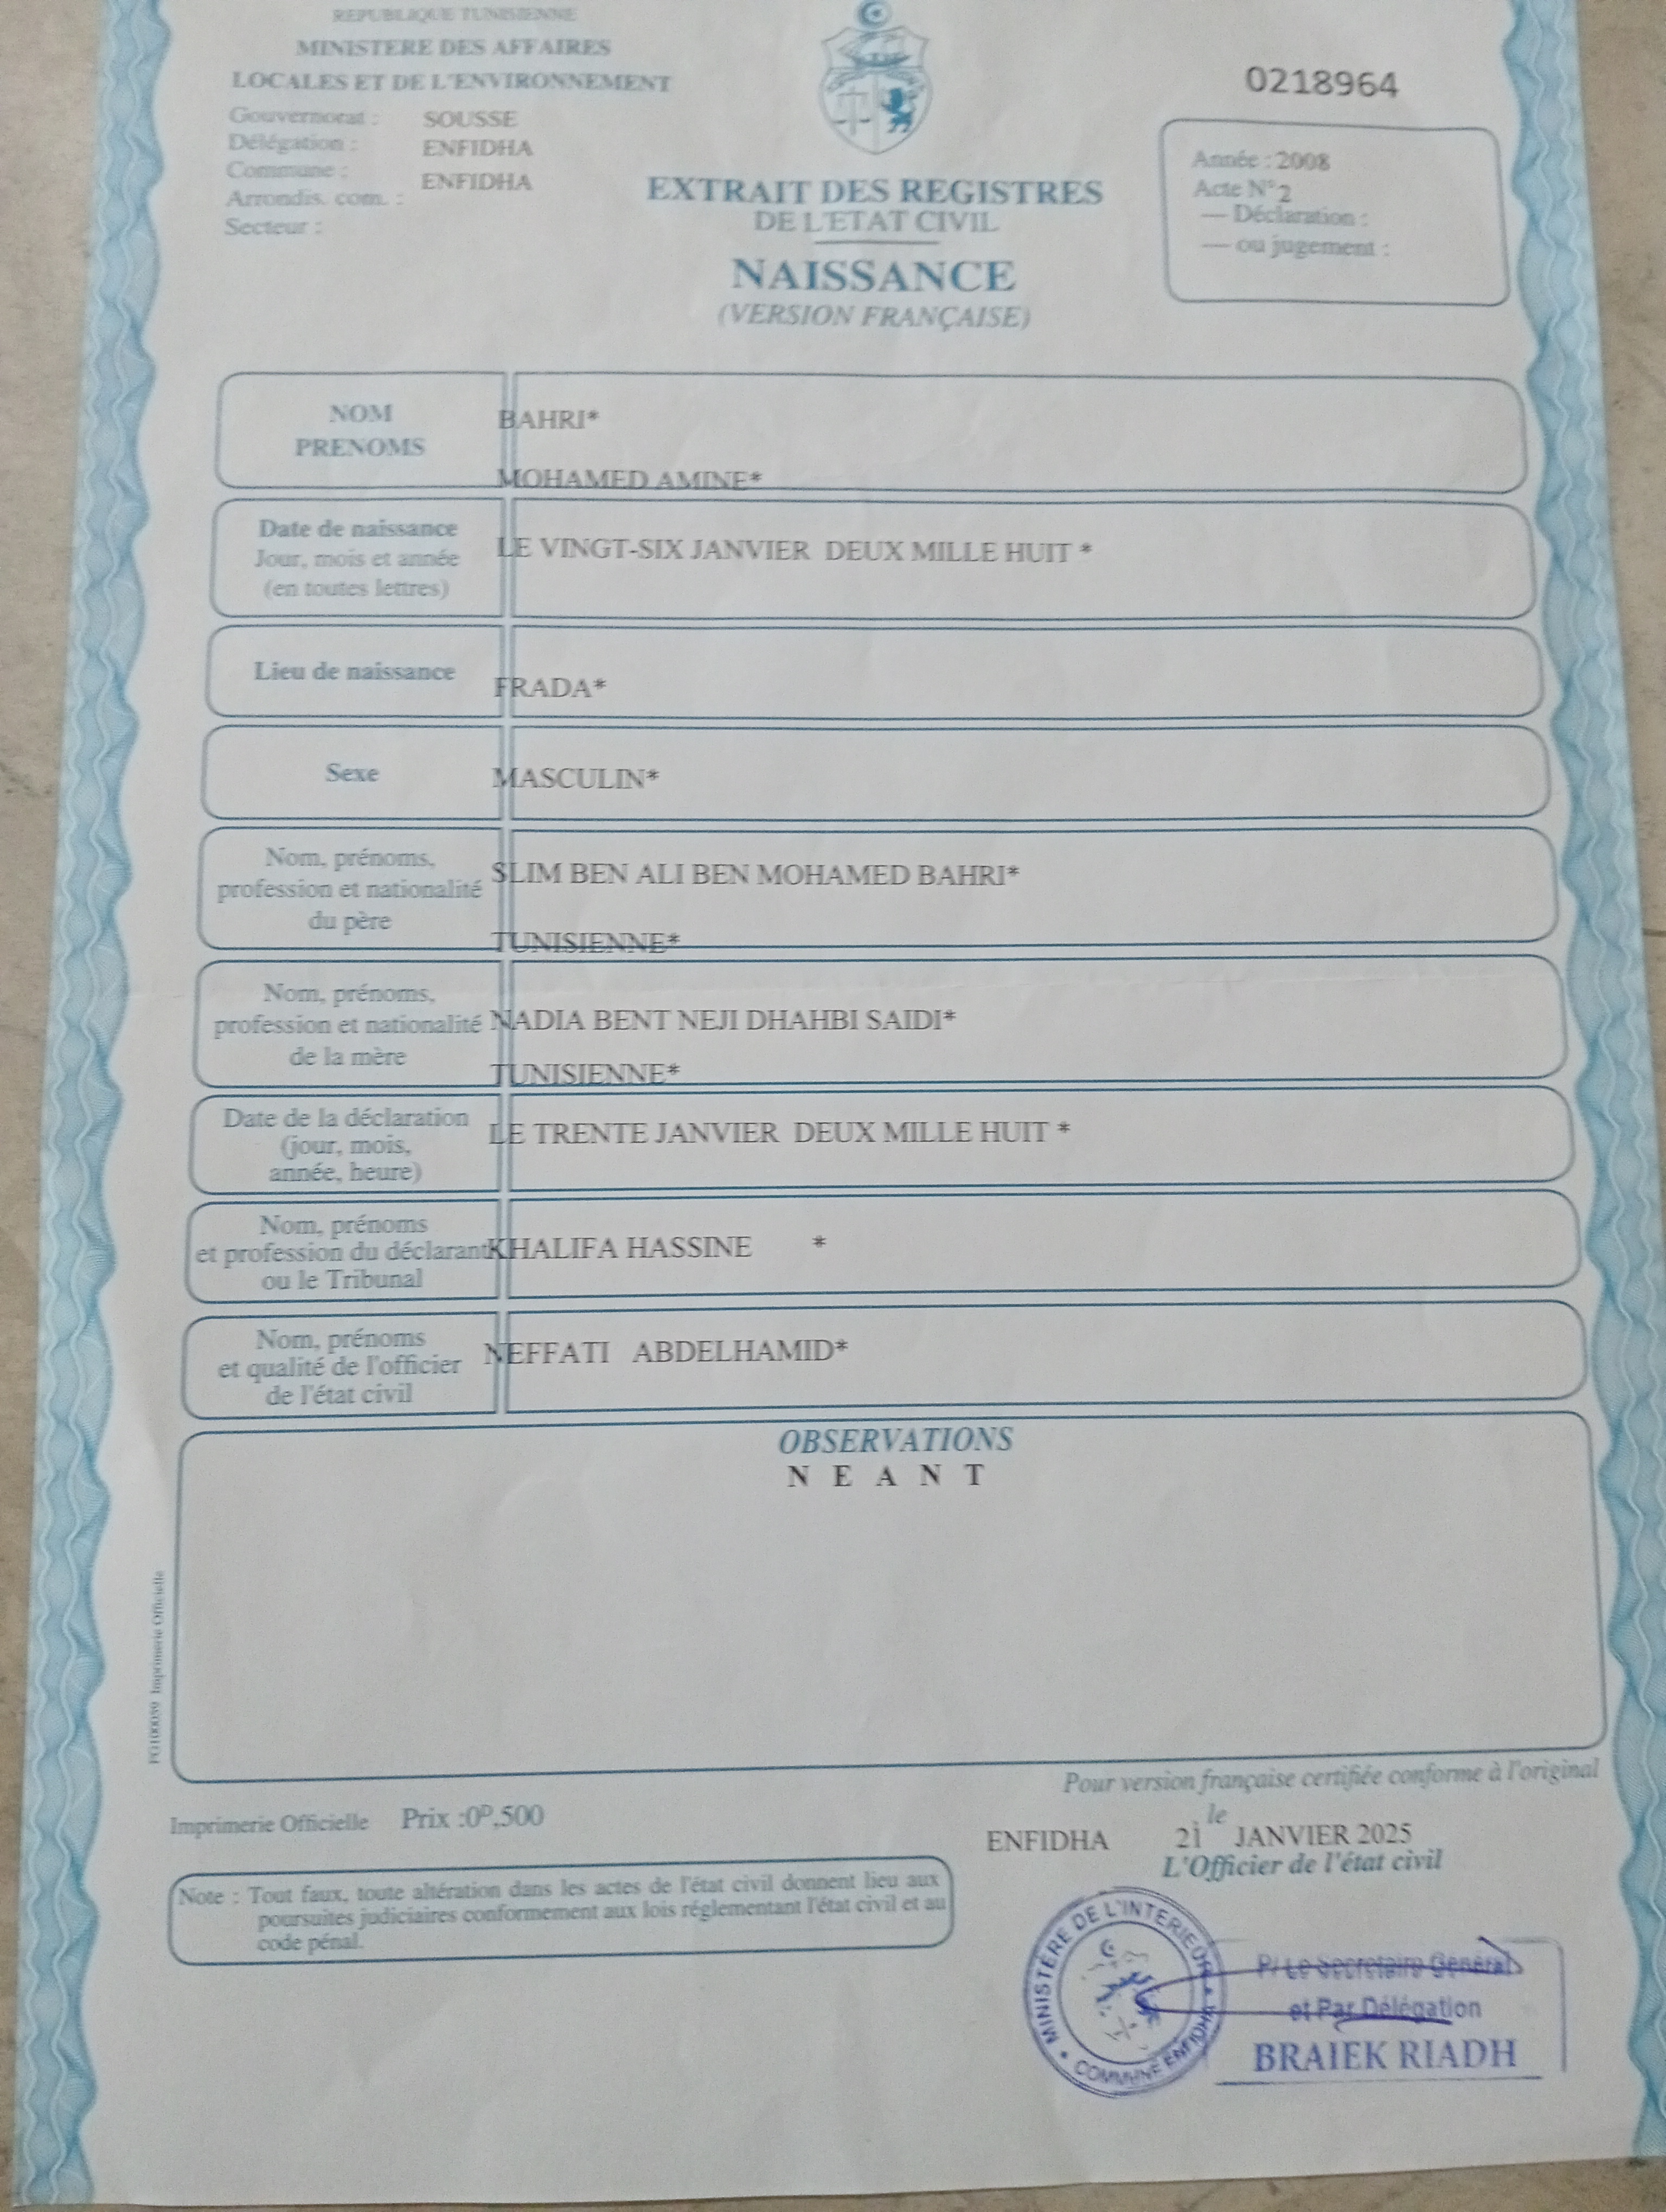 REPUBLIQUE TUNISIENNE
MINISTERE DES AFFAIRES
LOCALES ET DE L'ENVIRONNEMENT
Gouvernorat : SOUSSE
Délégation : ENFIDHA
Commune : ENFIDHA
Arrondis. com. :
Secteur :
0218964
Année : 2008
Acte N° 2
— Déclaration :
— ou jugement :
EXTRAIT DES REGISTRES
DE L'ETAT CIVIL
NAISSANCE
(VERSION FRANÇAISE)
NOM
PRENOMS
BAHRI*
MOHAMED AMINE*
Date de naissance
Jour, mois et année
(en toutes lettres)
LE VINGT-SIX JANVIER DEUX MILLE HUIT *
Lieu de naissance
FRADA*
Sexe
MASCULIN*
Nom, prénoms,
profession et nationalité
du père
SLIM BEN ALI BEN MOHAMED BAHRI*
TUNISIENNE*
Nom, prénoms,
profession et nationalité
de la mère
NADIA BENT NEJI DHAHBI SAIDI*
TUNISIENNE*
Date de la déclaration
(jour, mois,
année, heure)
LE TRENTE JANVIER DEUX MILLE HUIT *
Nom, prénoms
et profession du déclarant
ou le Tribunal
KHALIFA HASSINE *
Nom, prénoms
et qualité de l'officier
de l'état civil
NEFFATI ABDELHAMID*
OBSERVATIONS
N E A N T
PG100059 Imprimerie Officielle
Pour version française certifiée conforme à l'original
Imprimerie Officielle Prix :0ᴰ,500
ENFIDHA le 21 JANVIER 2025
L'Officier de l'état civil
Note : Tout faux, toute altération dans les actes de l'état civil donnent lieu aux
poursuites judiciaires conformement aux lois réglementant l'état civil et au
code pénal.
MINISTÈRE DE L'INTERIEUR
COMMUNE ENFIDHA
P/ Le Secretaire Général
et Par Délégation
BRAIEK RIADH